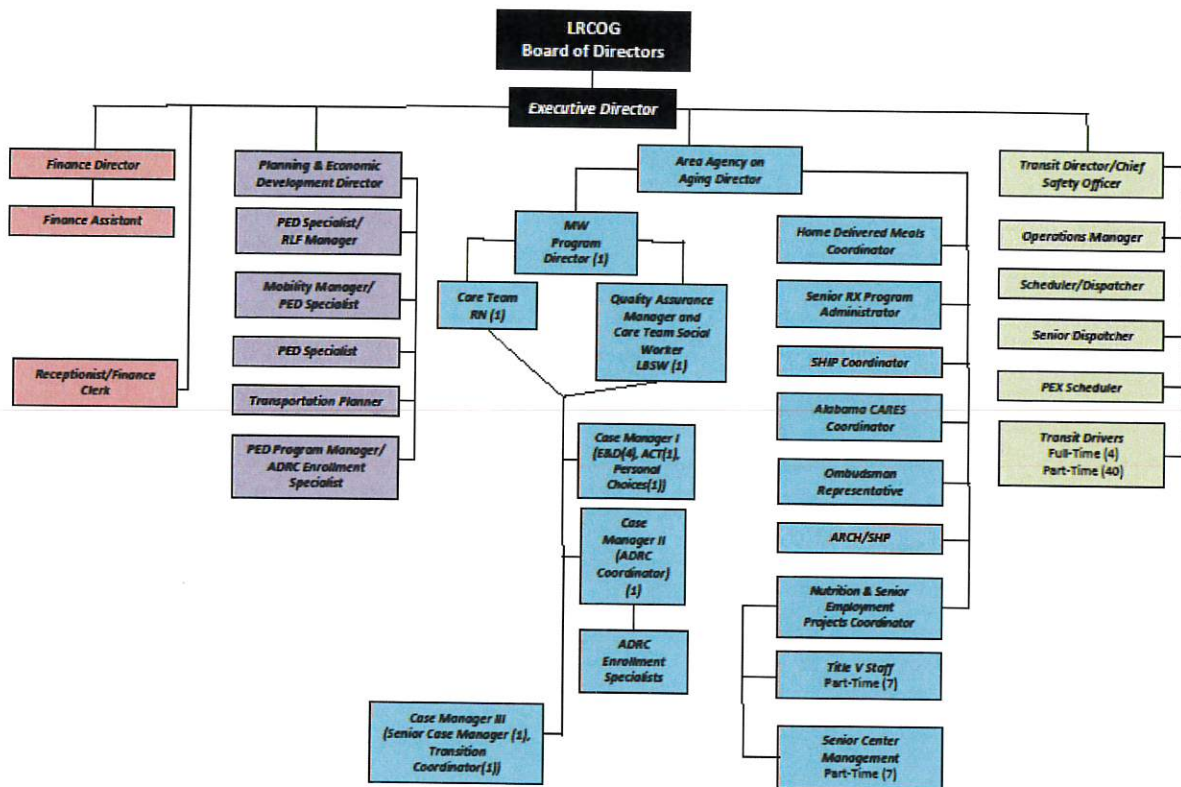 LRCOG
Board of Directors
Executive Director
Finance Director
Finance Assistant
Receptionist/Finance
Clerk
Planning & Economic
Development Director
PED Specialist/
RLF Manager
Mobility Manager/
PED Specialist
PED Specialist
Transportation Planner
PED Program Manager/
ADRC Enrollment
Specialist
Area Agency on
Aging Director
MW
Program
Director (1)
Care Team
RN (1)
Quality Assurance
Manager and
Care Team Social
Worker
LBSW (1)
Case Manager I
(E&D(4), ACT(1),
Personal
Choices(1))
Case
Manager II
(ADRC
Coordinator)
(1)
ADRC
Enrollment
Specialists
Case Manager III
(Senior Case Manager (1),
Transition
Coordinator(1))
Home Delivered Meals
Coordinator
Senior RX Program
Administrator
SHIP Coordinator
Alabama CARES
Coordinator
Ombudsman
Representative
ARCH/SHP
Nutrition & Senior
Employment
Projects Coordinator
Title V Staff
Part-Time (7)
Senior Center
Management
Part-Time (7)
Transit Director/Chief
Safety Officer
Operations Manager
Scheduler/Dispatcher
Senior Dispatcher
PEX Scheduler
Transit Drivers
Full-Time (4)
Part-Time (40)